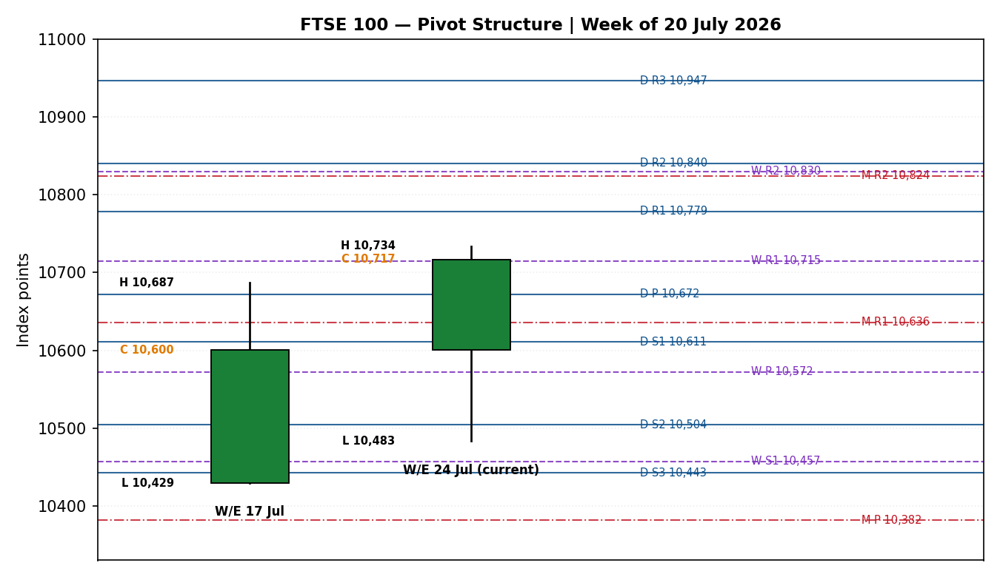 FTSE 100 — Pivot Structure | Week of 20 July 2026
11000
D R3 10,947
10900
D R2 10,840
W R2 10,830
M R2 10,824
10800
D R1 10,779
H 10,734
C 10,717
W R1 10,715
10700
H 10,687
D P 10,672
Index points
M R1 10,636
D S1 10,611
10600
C 10,600
W P 10,572
10500
D S2 10,504
L 10,483
W S1 10,457
W/E 24 Jul (current)
D S3 10,443
L 10,429
10400
W/E 17 Jul
M P 10,382